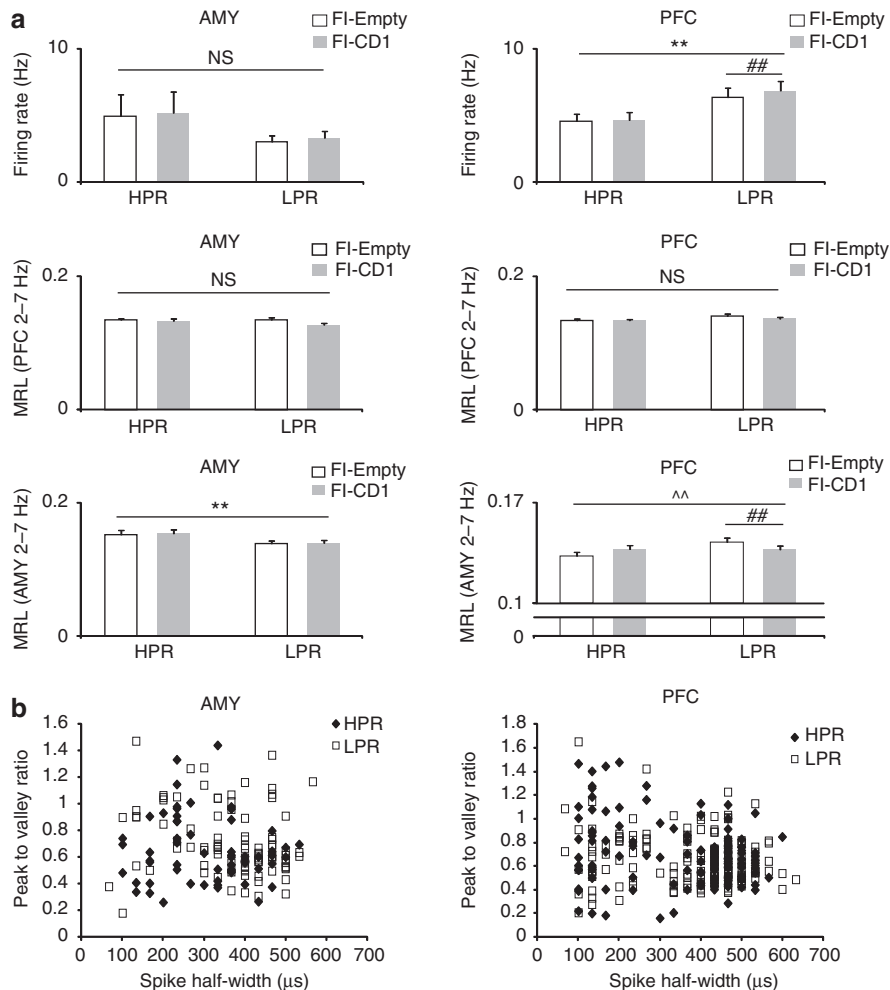 a
AMY
FI-Empty
FI-CD1
Firing rate (Hz)
10
0
NS
HPR
LPR
PFC
FI-Empty
FI-CD1
Firing rate (Hz)
10
0
**
##
HPR
LPR
AMY
FI-Empty
FI-CD1
MRL (PFC 2–7 Hz)
0.2
0
NS
HPR
LPR
PFC
FI-Empty
FI-CD1
MRL (PFC 2–7 Hz)
0.2
0
NS
HPR
LPR
AMY
FI-Empty
FI-CD1
MRL (AMY 2–7 Hz)
0.2
0
**
HPR
LPR
PFC
FI-Empty
FI-CD1
MRL (AMY 2–7 Hz)
0.17
0.1
0
^^
##
HPR
LPR
b
AMY
HPR
LPR
Peak to valley ratio
1.6
1.4
1.2
1
0.8
0.6
0.4
0.2
0
0 100 200 300 400 500 600 700
Spike half-width (μs)
PFC
HPR
LPR
Peak to valley ratio
1.8
1.6
1.4
1.2
1
0.8
0.6
0.4
0.2
0
0 100 200 300 400 500 600 700
Spike half-width (μs)